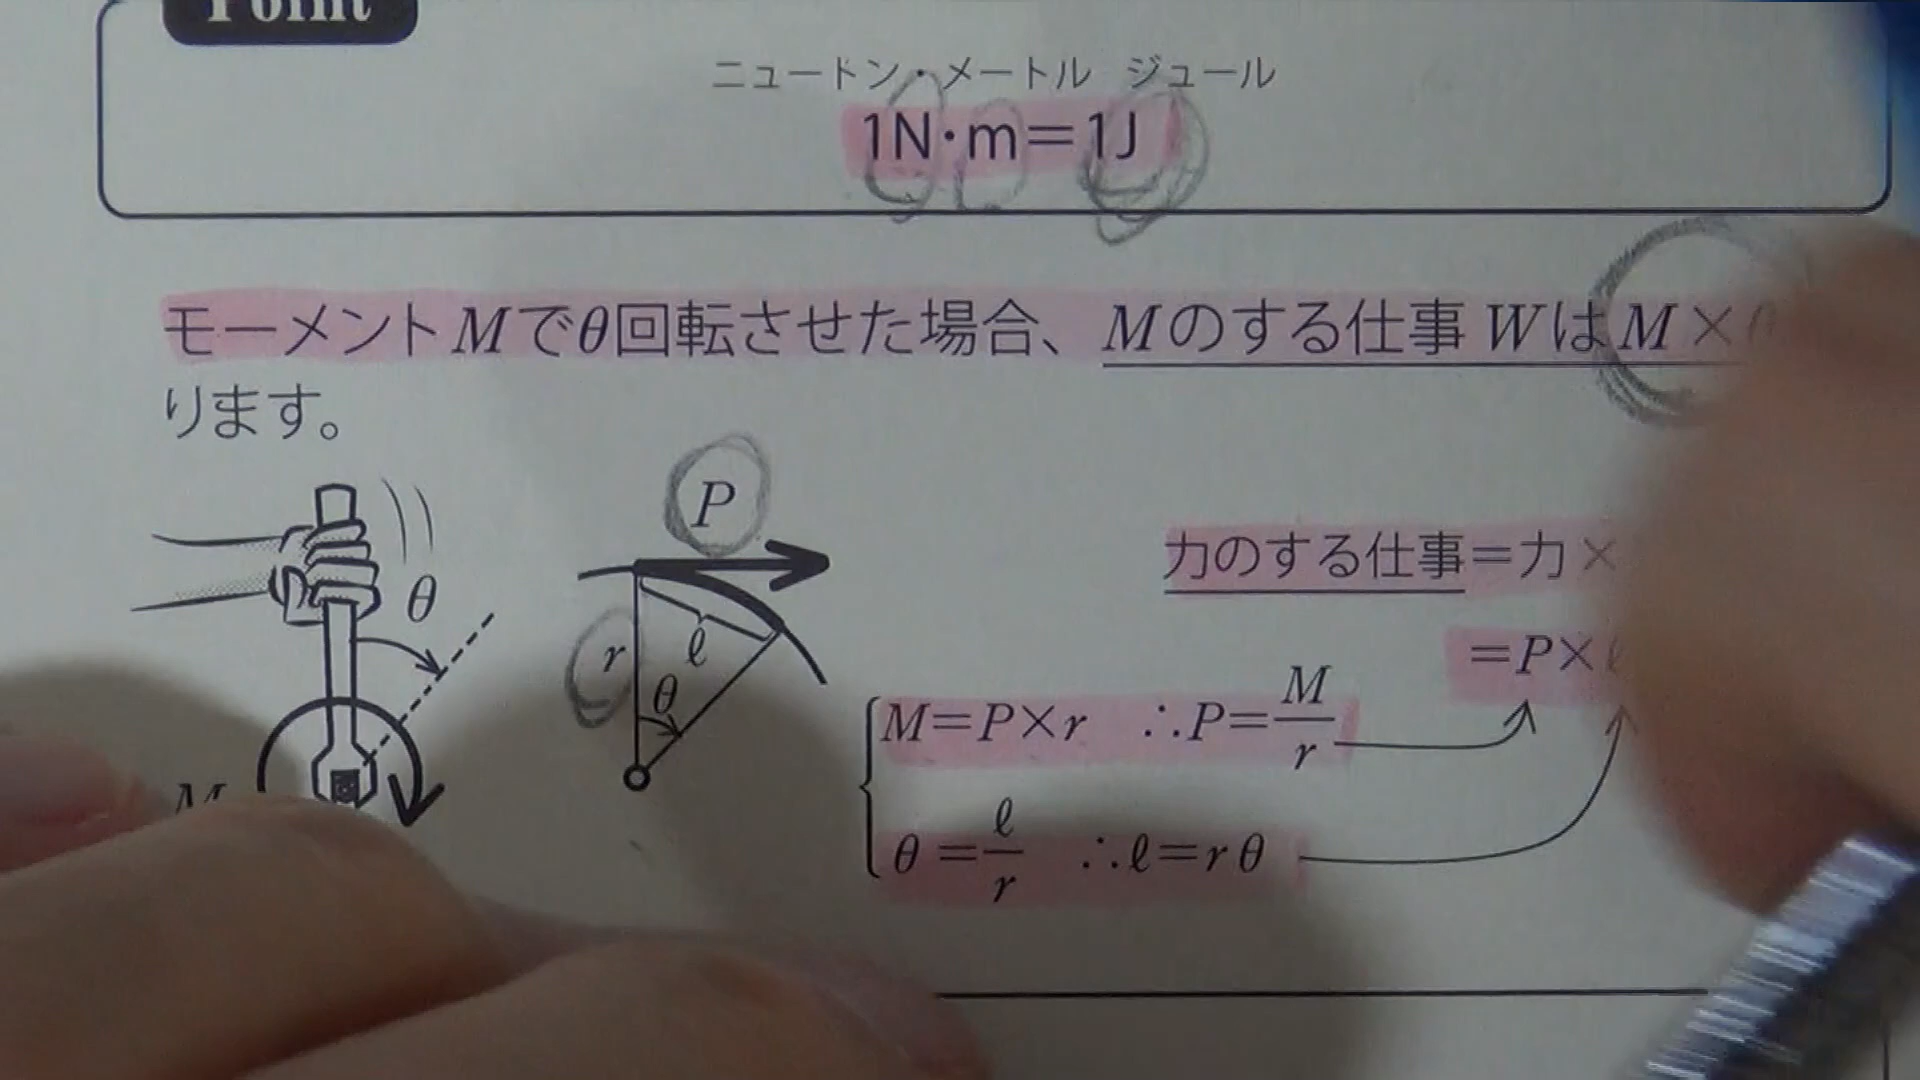 Point
ニュートン・メートル ジュール
1N・m＝1J
モーメントMでθ回転させた場合、Mのする仕事WはM×
ります。
P
θ
r
ℓ
θ
M
力のする仕事＝力×
＝P×
M＝P×r ∴P＝M/r
θ＝ℓ/r ∴ℓ＝rθ